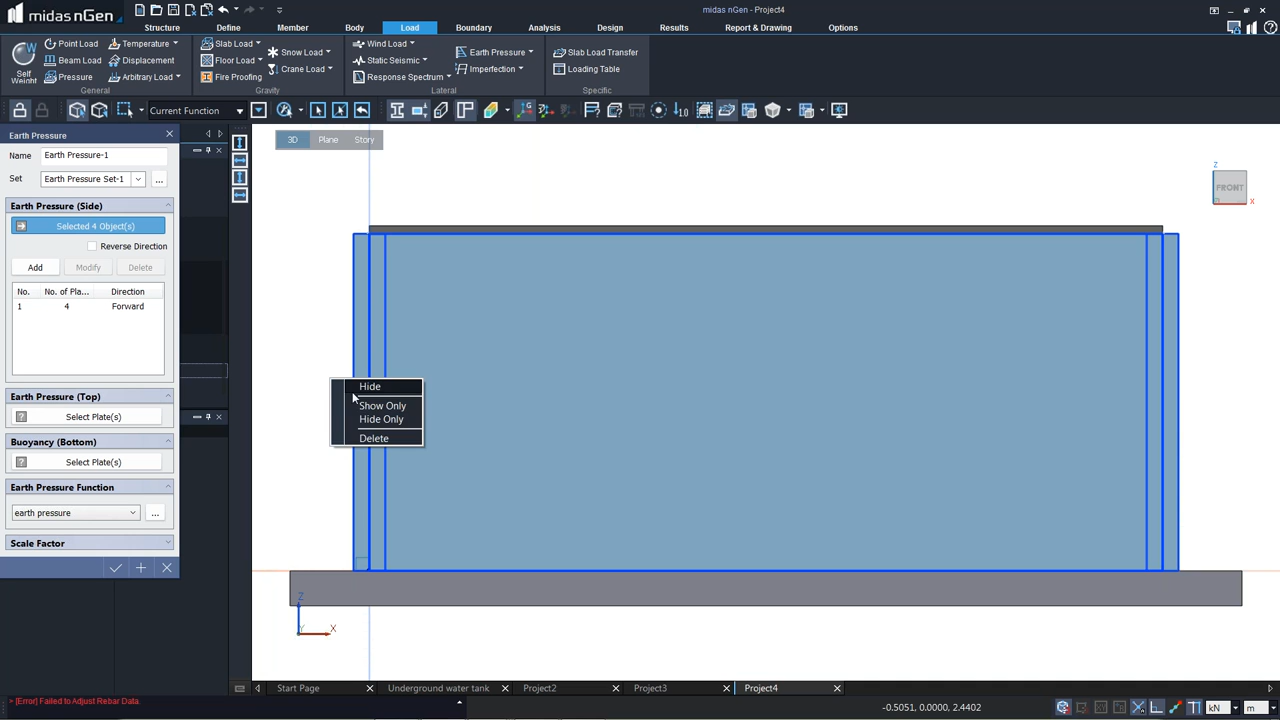 midas nGen
midas nGen - Project4
Structure Define Member Body Load Boundary Analysis Design Results Report & Drawing Options
Self Weight
Point Load Temperature
Beam Load Displacement
Pressure Arbitrary Load
General
Slab Load Snow Load
Floor Load Crane Load
Fire Proofing
Gravity
Wind Load
Static Seismic
Response Spectrum
Earth Pressure
Imperfection
Lateral
Slab Load Transfer
Loading Table
Specific
Current Function
1.0
Earth Pressure
Name Earth Pressure-1
Set Earth Pressure Set-1 ...
Earth Pressure (Side)
Selected 4 Object(s)
Reverse Direction
Add Modify Delete
No. No. of Pla... Direction
1 4 Forward
Earth Pressure (Top)
Select Plate(s)
Buoyancy (Bottom)
Select Plate(s)
Earth Pressure Function
earth pressure ...
Scale Factor
3D Plane Story
Z
FRONT
X
Hide
Show Only
Hide Only
Delete
Z
Y X
Start Page Underground water tank Project2 Project3 Project4
> [Error] Failed to Adjust Rebar Data.
-0.5051, 0.0000, 2.4402
kN m